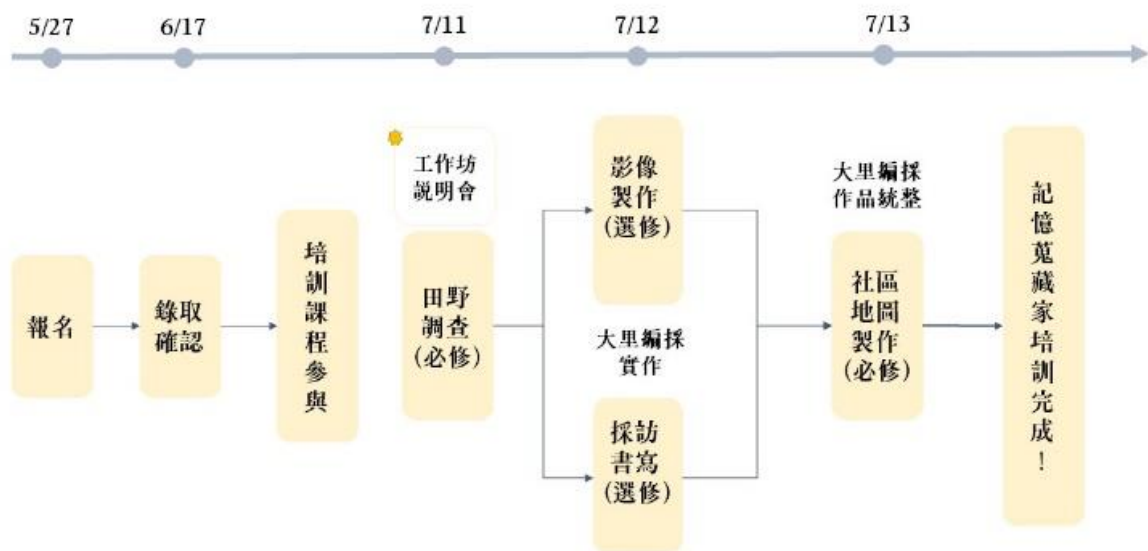 5/27
6/17
7/11
7/12
7/13
報名
錄取
確認
培訓課程參與
工作坊
說明會
田野
調查
(必修)
影像
製作
(選修)
大里編採
實作
採訪
書寫
(選修)
大里編採
作品統整
社區
地圖
製作
(必修)
記憶蒐藏家培訓完成！